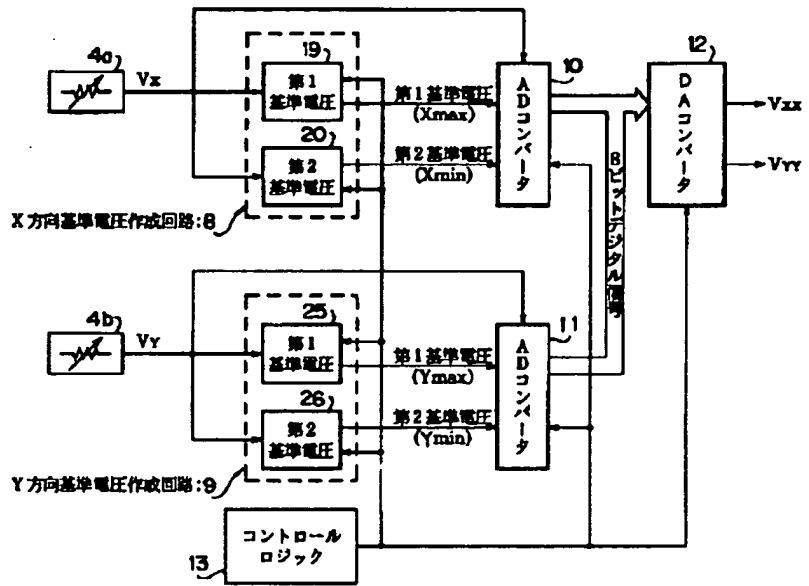 4a
Vx
19
第1
基準電圧
20
第2
基準電圧
第1基準電圧
(Xmax)
第2基準電圧
(Xmin)
10
ADコンバータ
12
DAコンバータ
Vxx
VYY
8ビットデジタル信号
X方向基準電圧作成回路:8
4b
VY
25
第1
基準電圧
26
第2
基準電圧
第1基準電圧
(Ymax)
第2基準電圧
(Ymin)
11
ADコンバータ
Y方向基準電圧作成回路:9
コントロール
ロジック
13